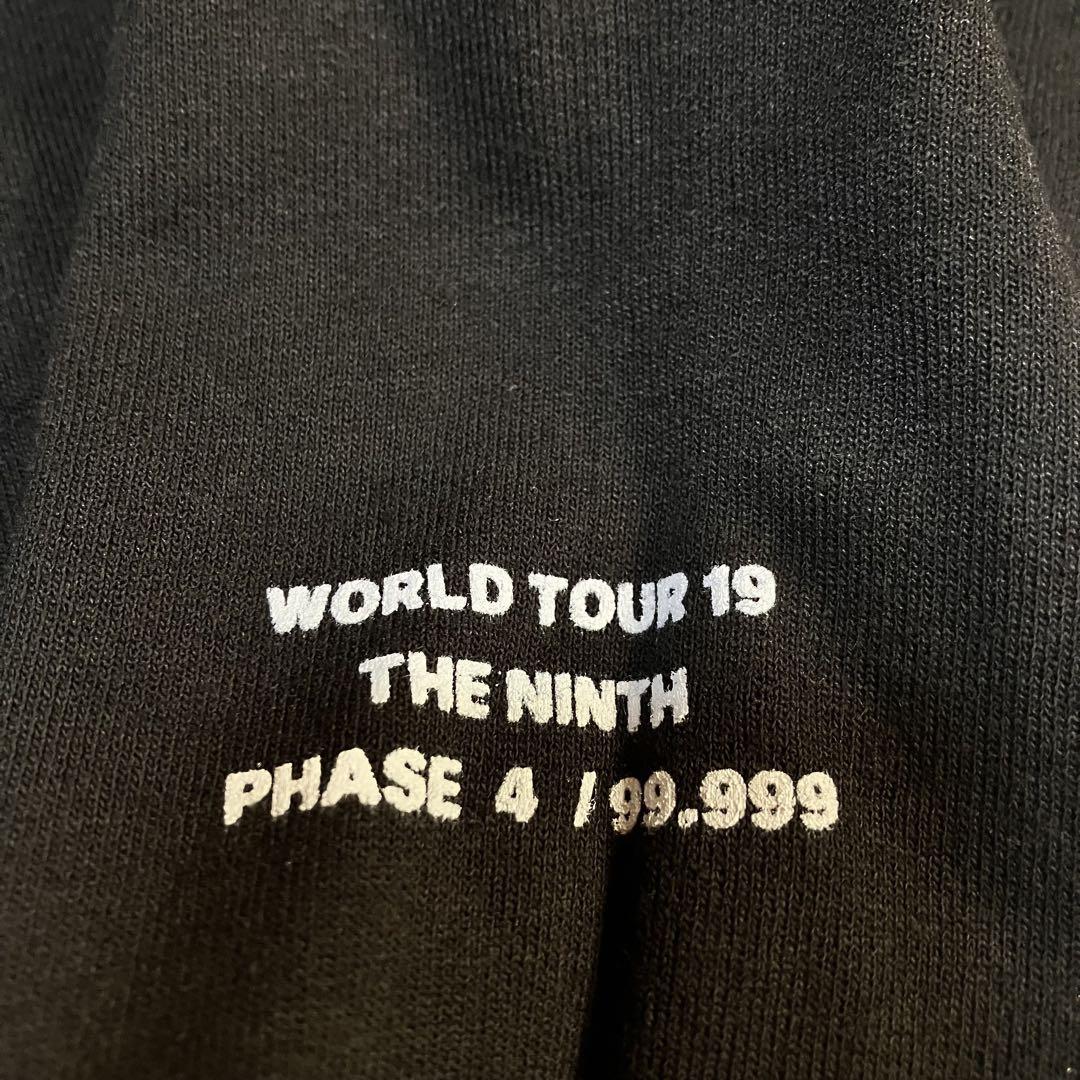 WORLD TOUR 19
THE NINTH
PHASE 4 / 99.999